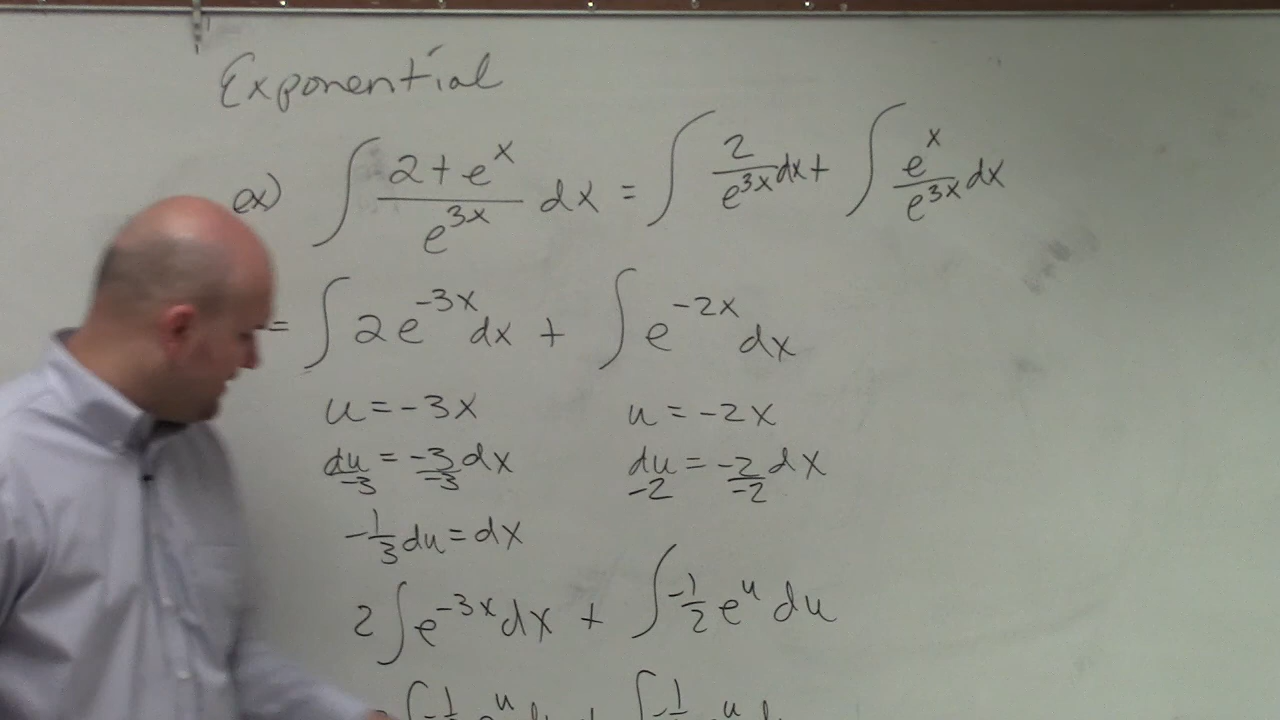 Exponential
ex) ∫ (2 + e^x)/(e^{3x}) dx = ∫ 2/(e^{3x}) dx + ∫ e^x/(e^{3x}) dx
= ∫ 2e^{-3x} dx + ∫ e^{-2x} dx
u = -3x u = -2x
du/-3 = -3/-3 dx du/-2 = -2/-2 dx
-1/3 du = dx
2∫ e^{-3x} dx + ∫ -1/2 e^u du